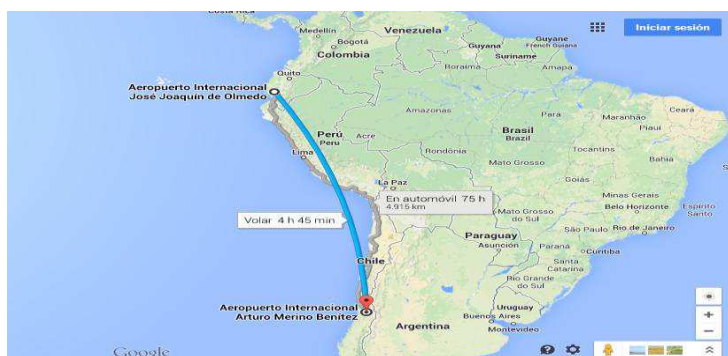 Medellín
Venezuela
Iniciar sesión
Bogotá
Guyana
Guyane
French Guiana
Colombia
Suriname
Roraima
Amapá
Aeropuerto Internacional
José Joaquín de Olmedo
Quito
Amazonas
Pará
Maranhão
Ceará
Piauí
Perú
Peru
Acre
Brasil
Brazil
Tocantins
Lima
Rondônia
Mato Grosso
Bahia
La Paz
Goiás
En automóvil 75 h
4.915 km
Minas Gerais
Belo Horizonte
Espírito
Santo
Volar 4 h 45 min
Mato Grosso
do Sul
São Paulo
Rio de Janeiro
Paraguay
Asunción
Paraná
Curitiba
Chile
Santa
Catarina
Aeropuerto Internacional
Arturo Merino Benítez
Rio Grande
do Sul
Uruguay
Buenos Aires
Montevideo
Argentina
Google